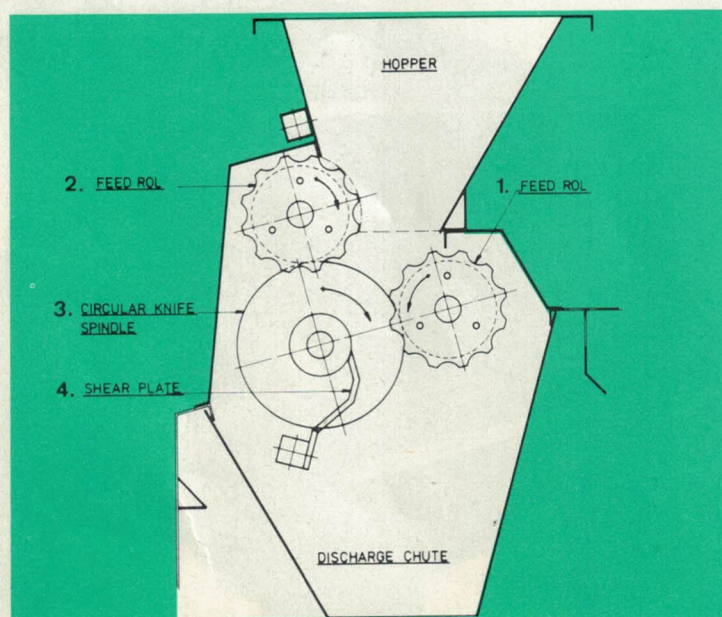 HOPPER
2. FEED ROL
1. FEED ROL
3. CIRCULAR KNIFE
SPINDLE
4. SHEAR PLATE
DISCHARGE CHUTE